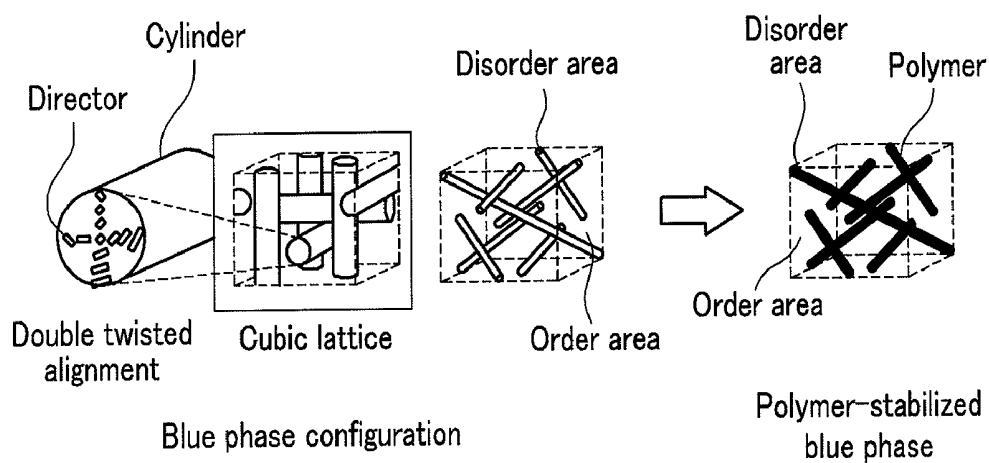 Cylinder
Director
Double twisted
alignment
Cubic lattice
Disorder area
Order area
Blue phase configuration
Disorder
area
Polymer
Order area
Polymer-stabilized
blue phase